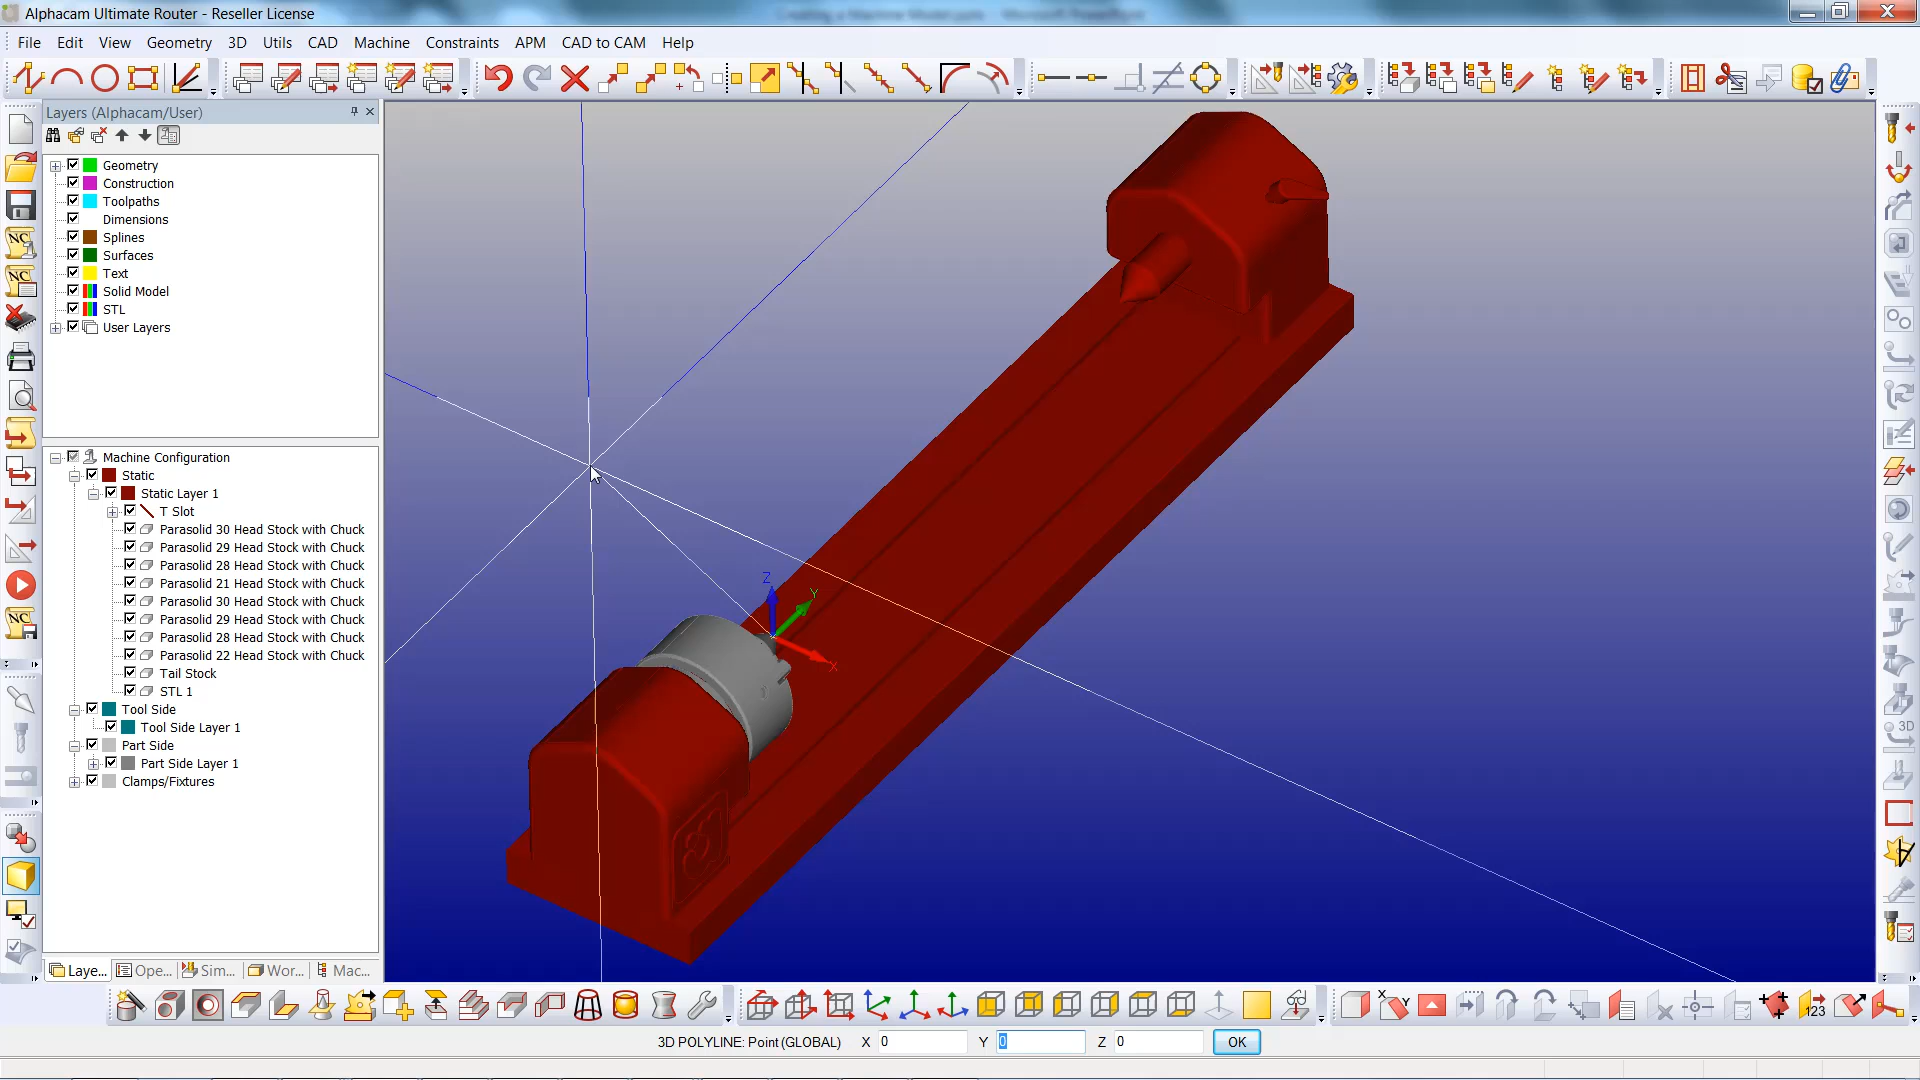 Alphacam Ultimate Router - Reseller License
File Edit View Geometry 3D Utils CAD Machine Constraints APM CAD to CAM Help
Layers (Alphacam/User)
Geometry
Construction
Toolpaths
Dimensions
Splines
Surfaces
Text
Solid Model
STL
User Layers
Machine Configuration
Static
Static Layer 1
T Slot
Parasolid 30 Head Stock with Chuck
Parasolid 29 Head Stock with Chuck
Parasolid 28 Head Stock with Chuck
Parasolid 21 Head Stock with Chuck
Parasolid 30 Head Stock with Chuck
Parasolid 29 Head Stock with Chuck
Parasolid 28 Head Stock with Chuck
Parasolid 22 Head Stock with Chuck
Tail Stock
STL 1
Tool Side
Tool Side Layer 1
Part Side
Part Side Layer 1
Clamps/Fixtures
Z
Y
X
NC
NC
NC
3D
Laye... Ope... Sim... Wor... Mac...
X Y 123
3D POLYLINE: Point (GLOBAL) X 0 Y 0 Z 0 OK